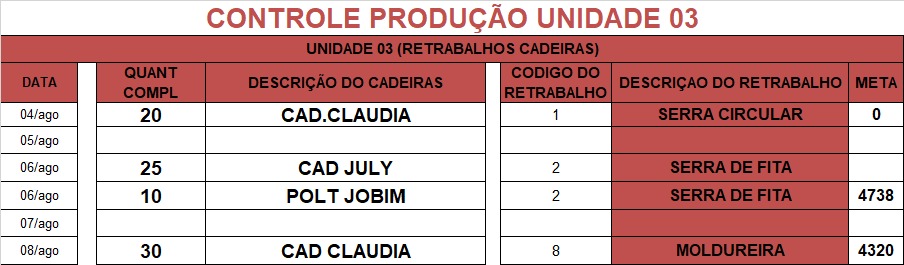 CONTROLE PRODUÇÃO UNIDADE 03
UNIDADE 03 (RETRABALHOS CADEIRAS)
DATA QUANT COMPL DESCRIÇÃO DO CADEIRAS CODIGO DO RETRABALHO DESCRIÇAO DO RETRABALHO META
04/ago 20 CAD.CLAUDIA 1 SERRA CIRCULAR 0
05/ago
06/ago 25 CAD JULY 2 SERRA DE FITA
06/ago 10 POLT JOBIM 2 SERRA DE FITA 4738
07/ago
08/ago 30 CAD CLAUDIA 8 MOLDUREIRA 4320